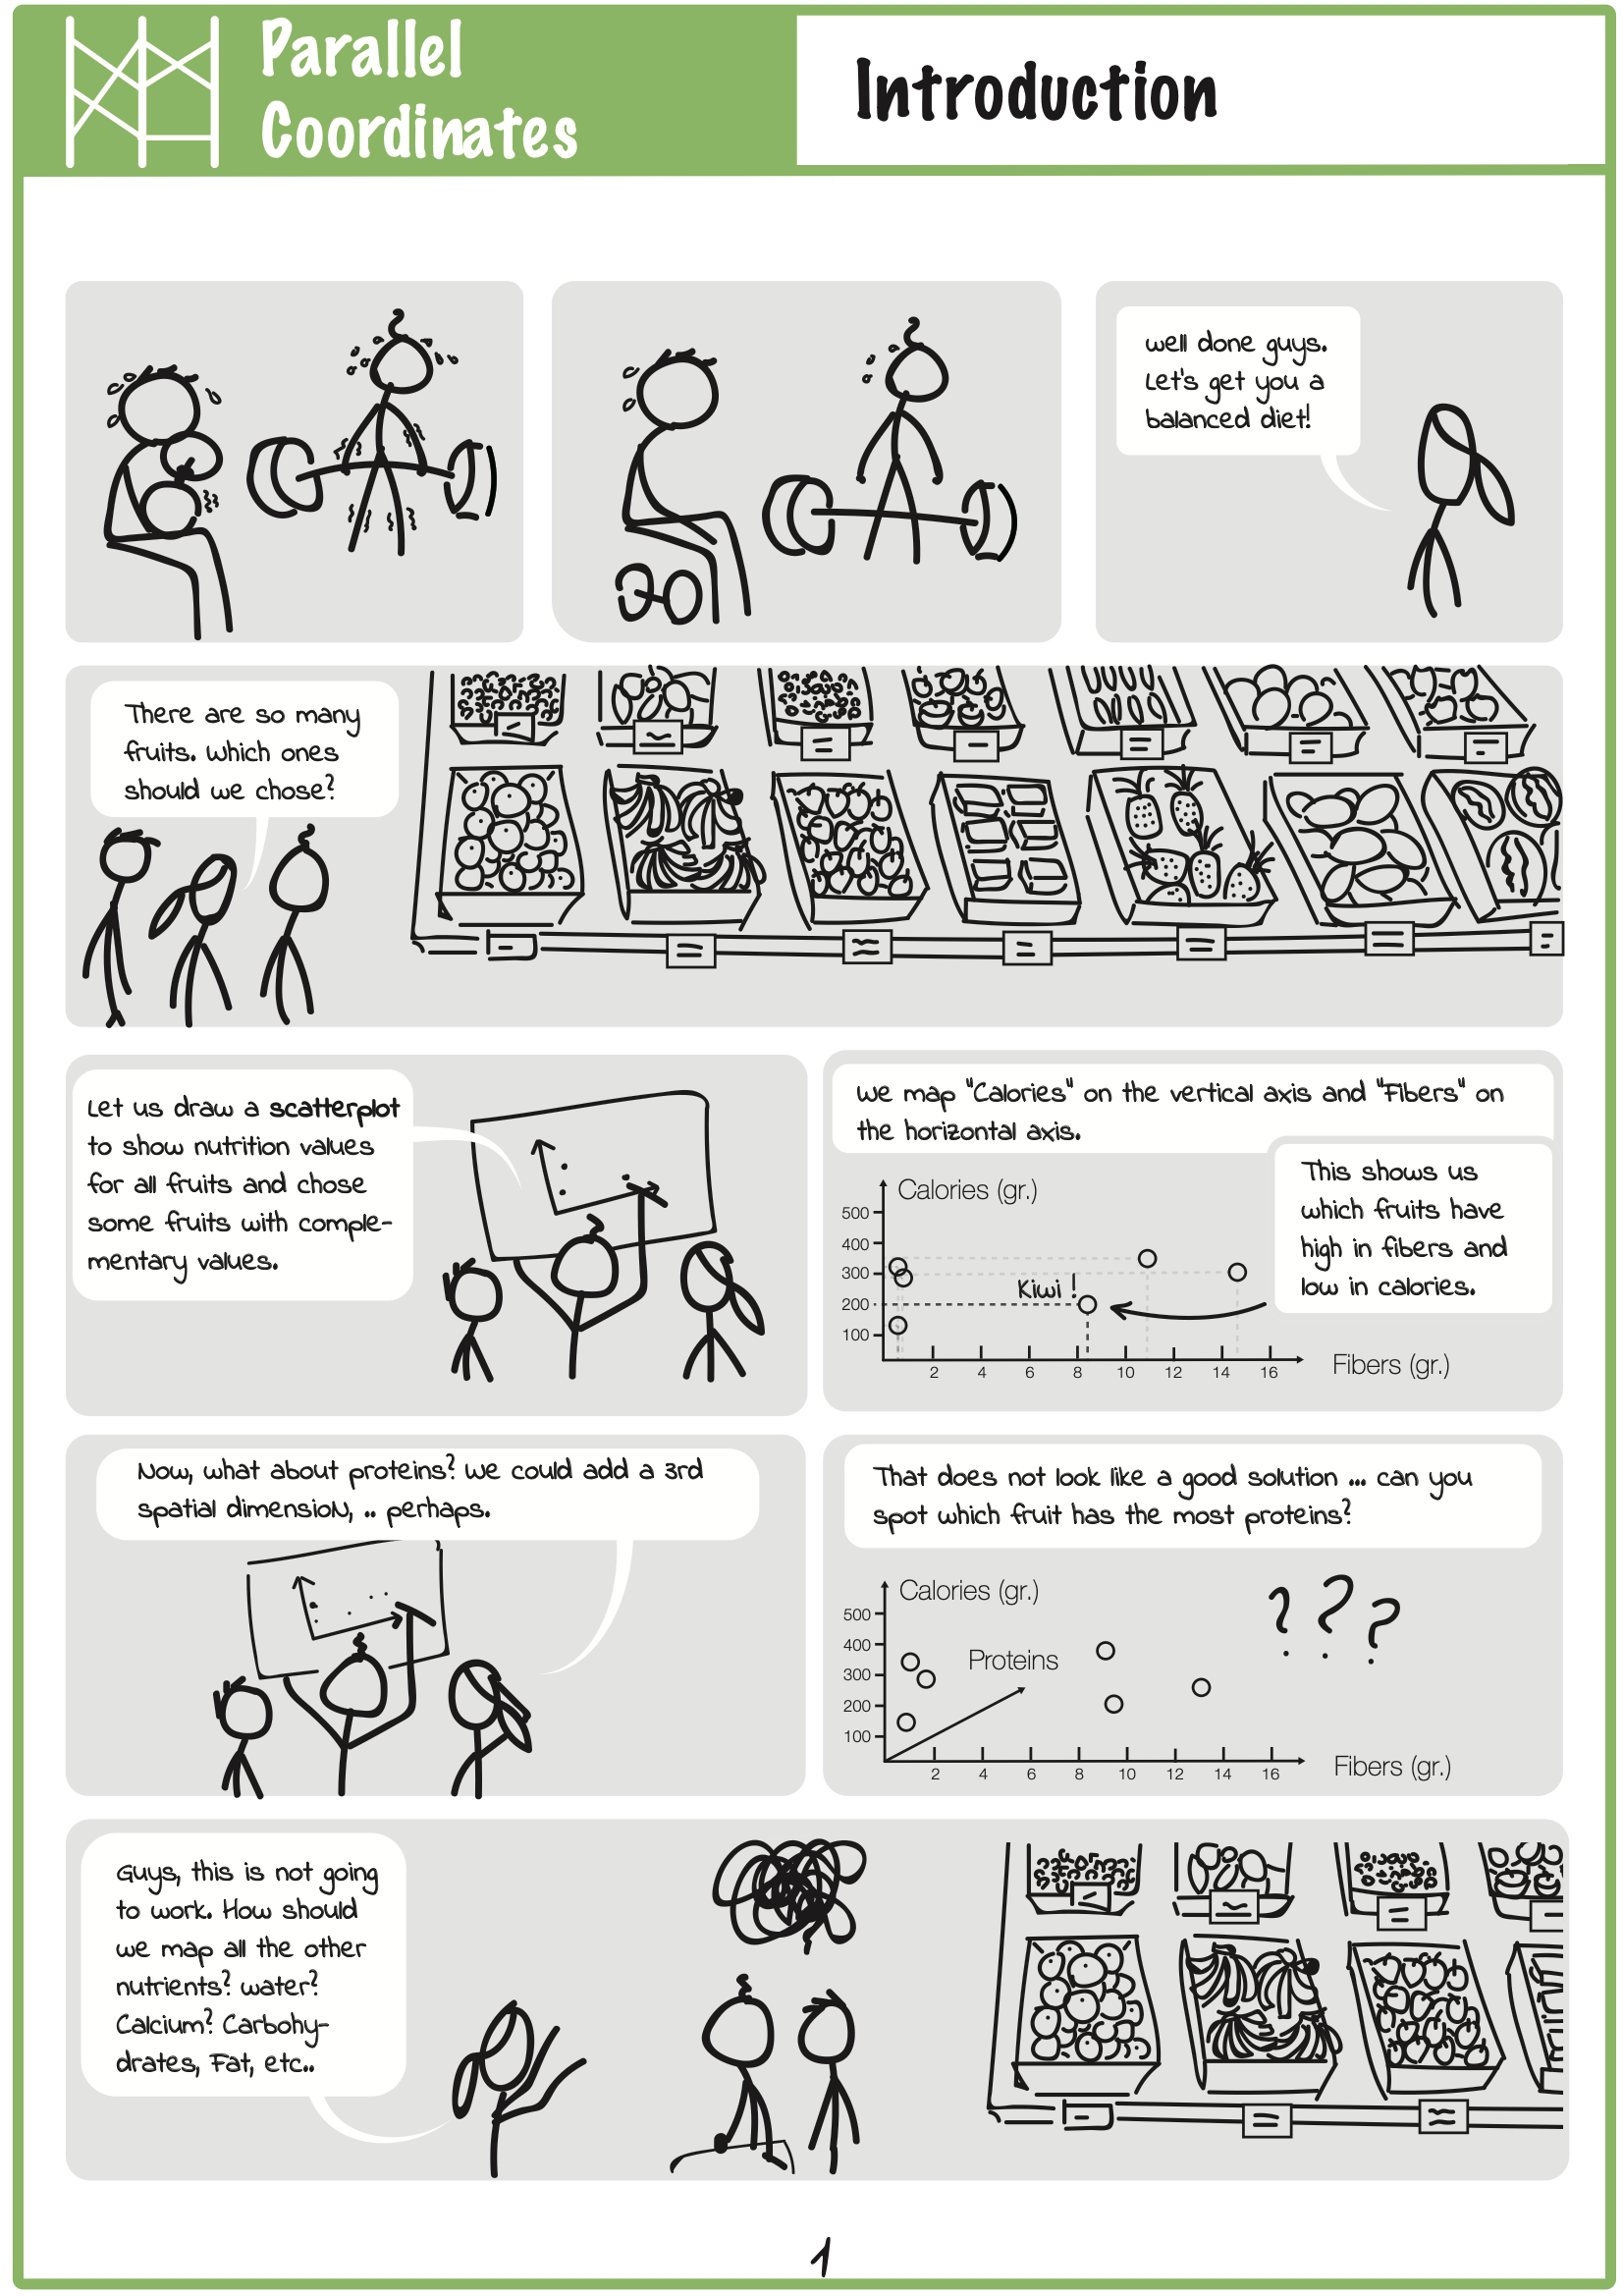 Parallel
Coordinates
Introduction
well done guys.
Let's get you a
balanced diet!
There are so many
fruits. Which ones
should we chose?
Let us draw a scatterplot
to show nutrition values
for all fruits and chose
some fruits with comple-
mentary values.
We map "Calories" on the vertical axis and "Fibers" on
the horizontal axis.
This shows us
which fruits have
high in fibers and
low in calories.
Calories (gr.)
500
400
300
200
100
Kiwi !
2 4 6 8 10 12 14 16
Fibers (gr.)
Now, what about proteins? We could add a 3rd
spatial dimension, .. perhaps.
That does not look like a good solution ... can you
spot which fruit has the most proteins?
Calories (gr.)
500
400
300
200
100
Proteins
? ? ?
2 4 6 8 10 12 14 16
Fibers (gr.)
Guys, this is not going
to work. How should
we map all the other
nutrients? water?
Calcium? Carbohy-
drates, Fat, etc..
1